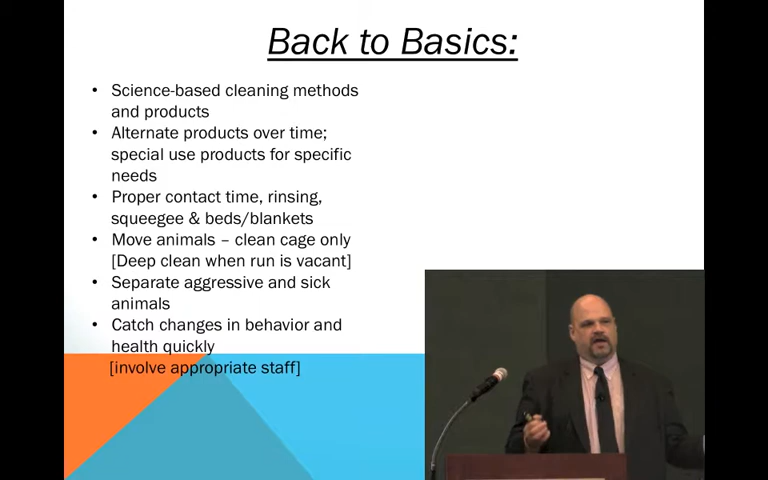 Back to Basics:
• Science-based cleaning methods
and products
• Alternate products over time;
special use products for specific
needs
• Proper contact time, rinsing,
squeegee & beds/blankets
• Move animals – clean cage only
[Deep clean when run is vacant]
• Separate aggressive and sick
animals
• Catch changes in behavior and
health quickly
[involve appropriate staff]